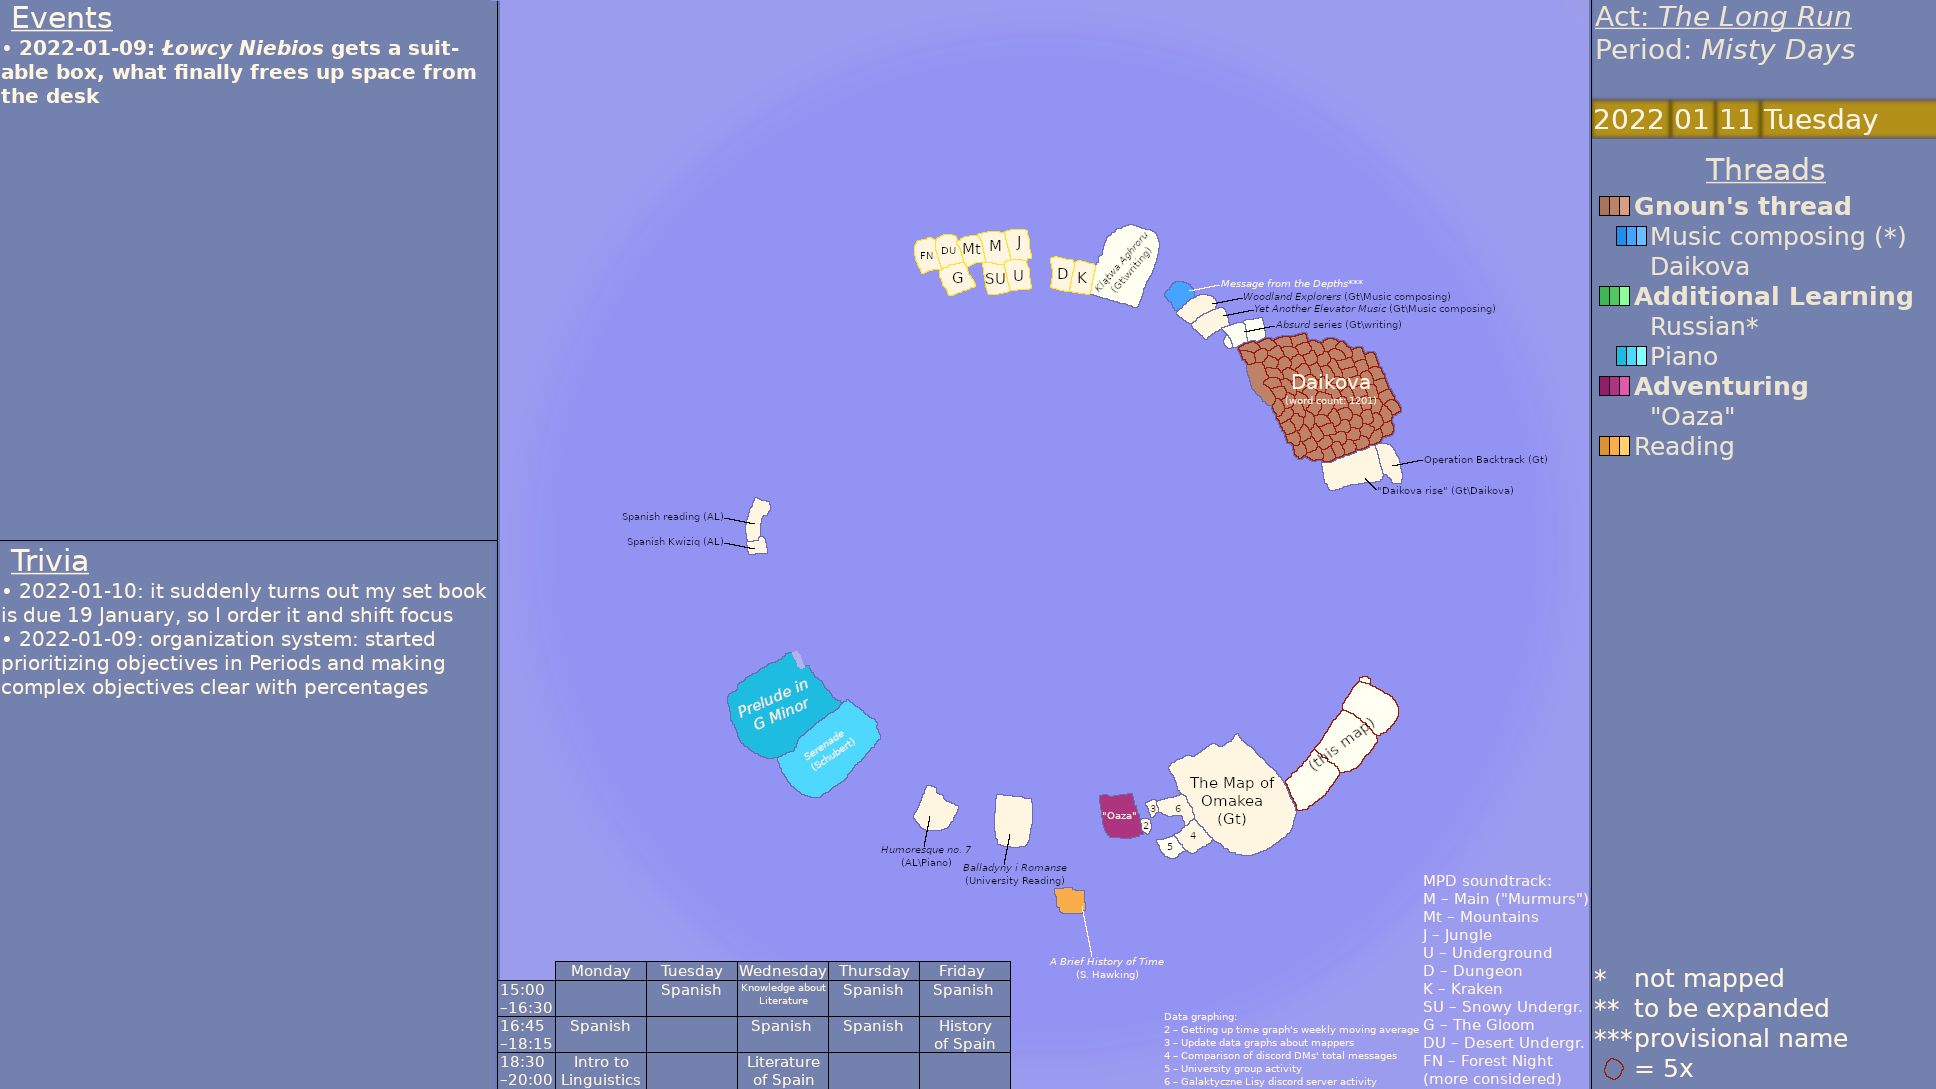 Events
• 2022-01-09: Łowcy Niebios gets a suit-
able box, what finally frees up space from
the desk
Trivia
• 2022-01-10: it suddenly turns out my set book
is due 19 January, so I order it and shift focus
• 2022-01-09: organization system: started
prioritizing objectives in Periods and making
complex objectives clear with percentages
FN
DU
Mt
M
J
G
SU
U
D
K
Klątwa Aghroru
(Gt\writing)
Message from the Depths***
Woodland Explorers (Gt\Music composing)
Yet Another Elevator Music (Gt\Music composing)
Absurd series (Gt\writing)
Daikova
(word count: 1201)
Operation Backtrack (Gt)
"Daikova rise" (Gt\Daikova)
Spanish reading (AL)
Spanish Kwiziq (AL)
Prelude in
G Minor
Serenade
(Schubert)
Humoresque no. 7
(AL\Piano)
Balladyny i Romanse
(University Reading)
A Brief History of Time
(S. Hawking)
"Oaza"
3
6
2
4
5
The Map of
Omakea
(Gt)
(this map)
Monday Tuesday Wednesday Thursday Friday
15:00
–16:30
Spanish
Knowledge about
Literature
Spanish
Spanish
16:45
–18:15
Spanish
Spanish
Spanish
History
of Spain
18:30
–20:00
Intro to
Linguistics
Literature
of Spain
Data graphing:
2 – Getting up time graph's weekly moving average
3 – Update data graphs about mappers
4 – Comparison of discord DMs' total messages
5 – University group activity
6 – Galaktyczne Lisy discord server activity
MPD soundtrack:
M – Main ("Murmurs")
Mt – Mountains
J – Jungle
U – Underground
D – Dungeon
K – Kraken
SU – Snowy Undergr.
G – The Gloom
DU – Desert Undergr.
FN – Forest Night
(more considered)
Act: The Long Run
Period: Misty Days
2022 01 11 Tuesday
Threads
Gnoun's thread
Music composing (*)
Daikova
Additional Learning
Russian*
Piano
Adventuring
"Oaza"
Reading
* not mapped
** to be expanded
*** provisional name
= 5x